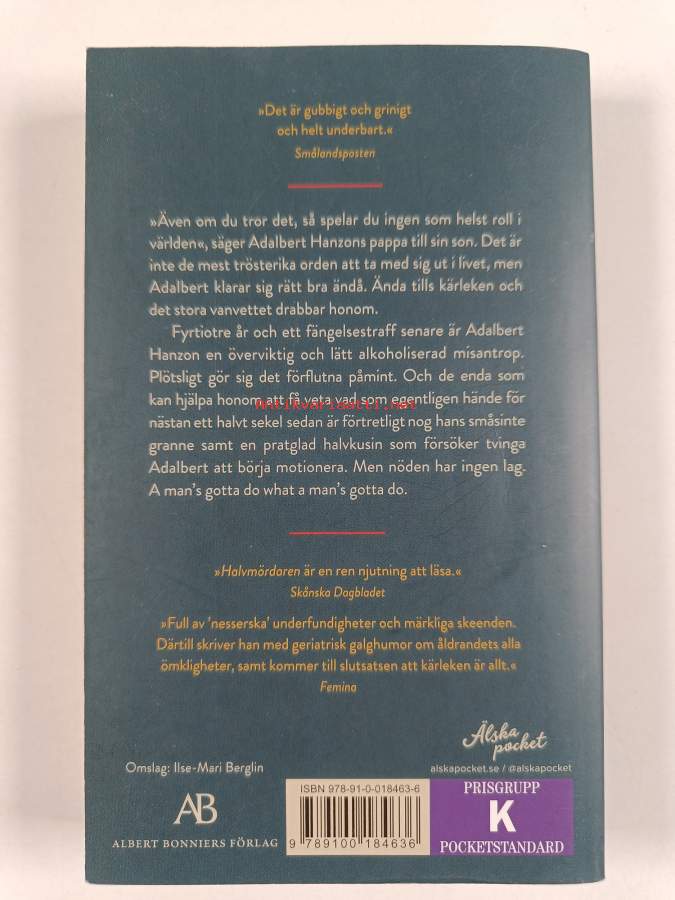 »Det är gubbigt och grinigt
och helt underbart.«
Smålandsposten
»Även om du tror det, så spelar du ingen som helst roll i
världen«, säger Adalbert Hanzons pappa till sin son. Det är
inte de mest trösterika orden att ta med sig ut i livet, men
Adalbert klarar sig rätt bra ändå. Ända tills kärleken och
det stora vanvettet drabbar honom.
Fyrtiotre år och ett fängelsestraff senare är Adalbert
Hanzon en överviktig och lätt alkoholiserad misantrop.
Plötsligt gör sig det förflutna påmint. Och de enda som
kan hjälpa honom att få veta vad som egentligen hände för
Antikvariaatti.net
nästan ett halvt sekel sedan är förtretligt nog hans småsinte
granne samt en pratglad halvkusin som försöker tvinga
Adalbert att börja motionera. Men nöden har ingen lag.
A man's gotta do what a man's gotta do.
»Halvmördaren är en ren njutning att läsa.«
Skånska Dagbladet
»Full av 'nesserska' underfundigheter och märkliga skeenden.
Därtill skriver han med geriatrisk galghumor om åldrandets alla
ömkligheter, samt kommer till slutsatsen att kärleken är allt.«
Femina
Älska
pocket
alskapocket.se / @alskapocket
Omslag: Ilse-Mari Berglin
AB
ALBERT BONNIERS FÖRLAG
ISBN 978-91-0-018463-6
9 789100 184636
PRISGRUPP
K
POCKETSTANDARD